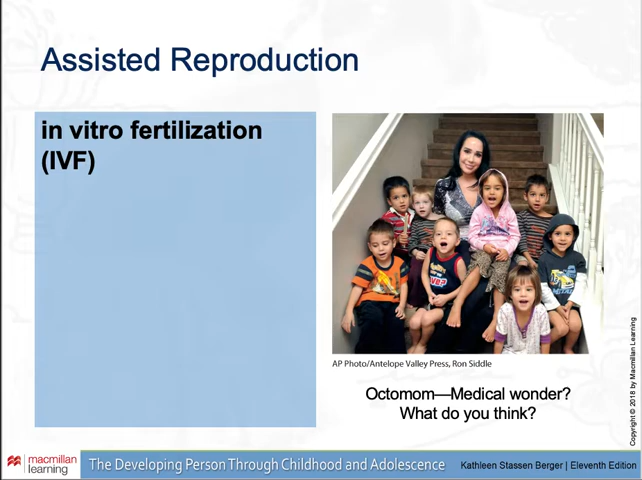 Assisted Reproduction
in vitro fertilization
(IVF)
AP Photo/Antelope Valley Press, Ron Siddle
Octomom—Medical wonder?
What do you think?
Copyright © 2018 by Macmillan Learning
macmillan
learning
The Developing Person Through Childhood and Adolescence
Kathleen Stassen Berger | Eleventh Edition